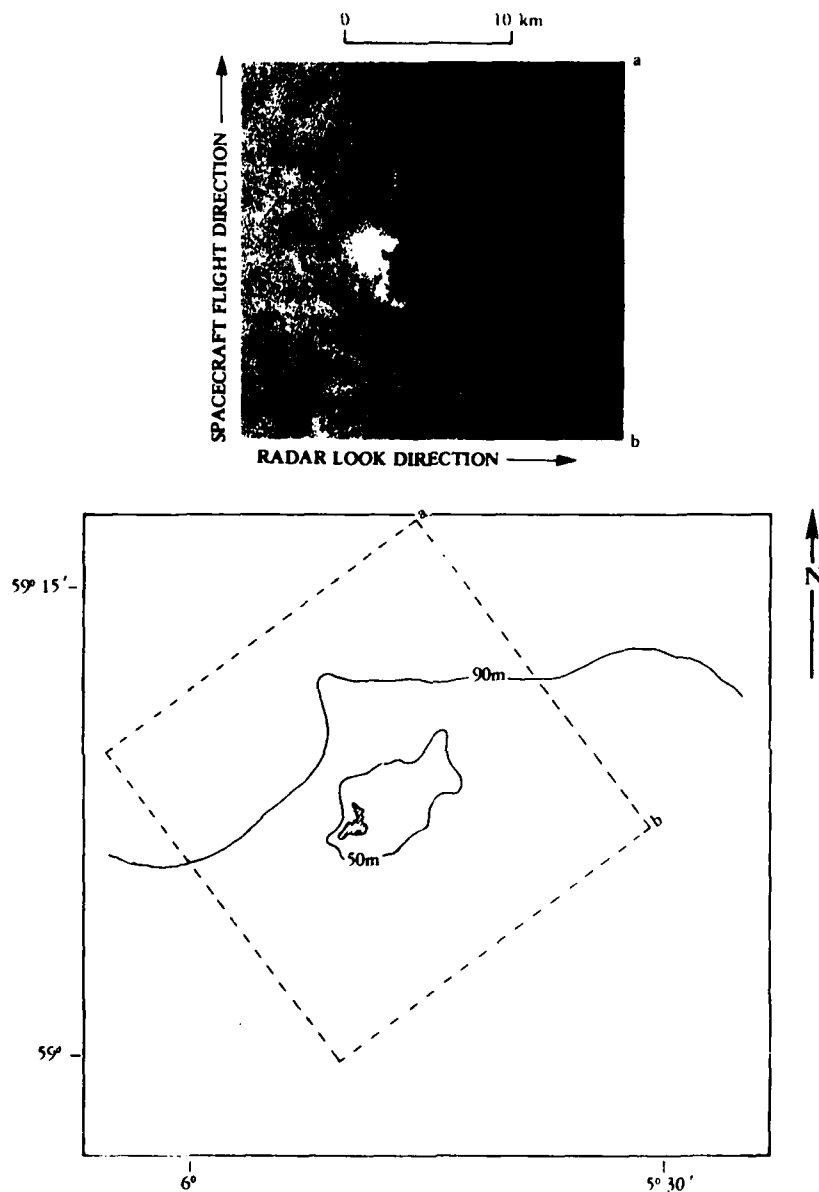 0 10 km
a
SPACECRAFT FLIGHT DIRECTION
b
RADAR LOOK DIRECTION
a
N
59° 15′
90m
b
50m
59°
6°
5° 30′